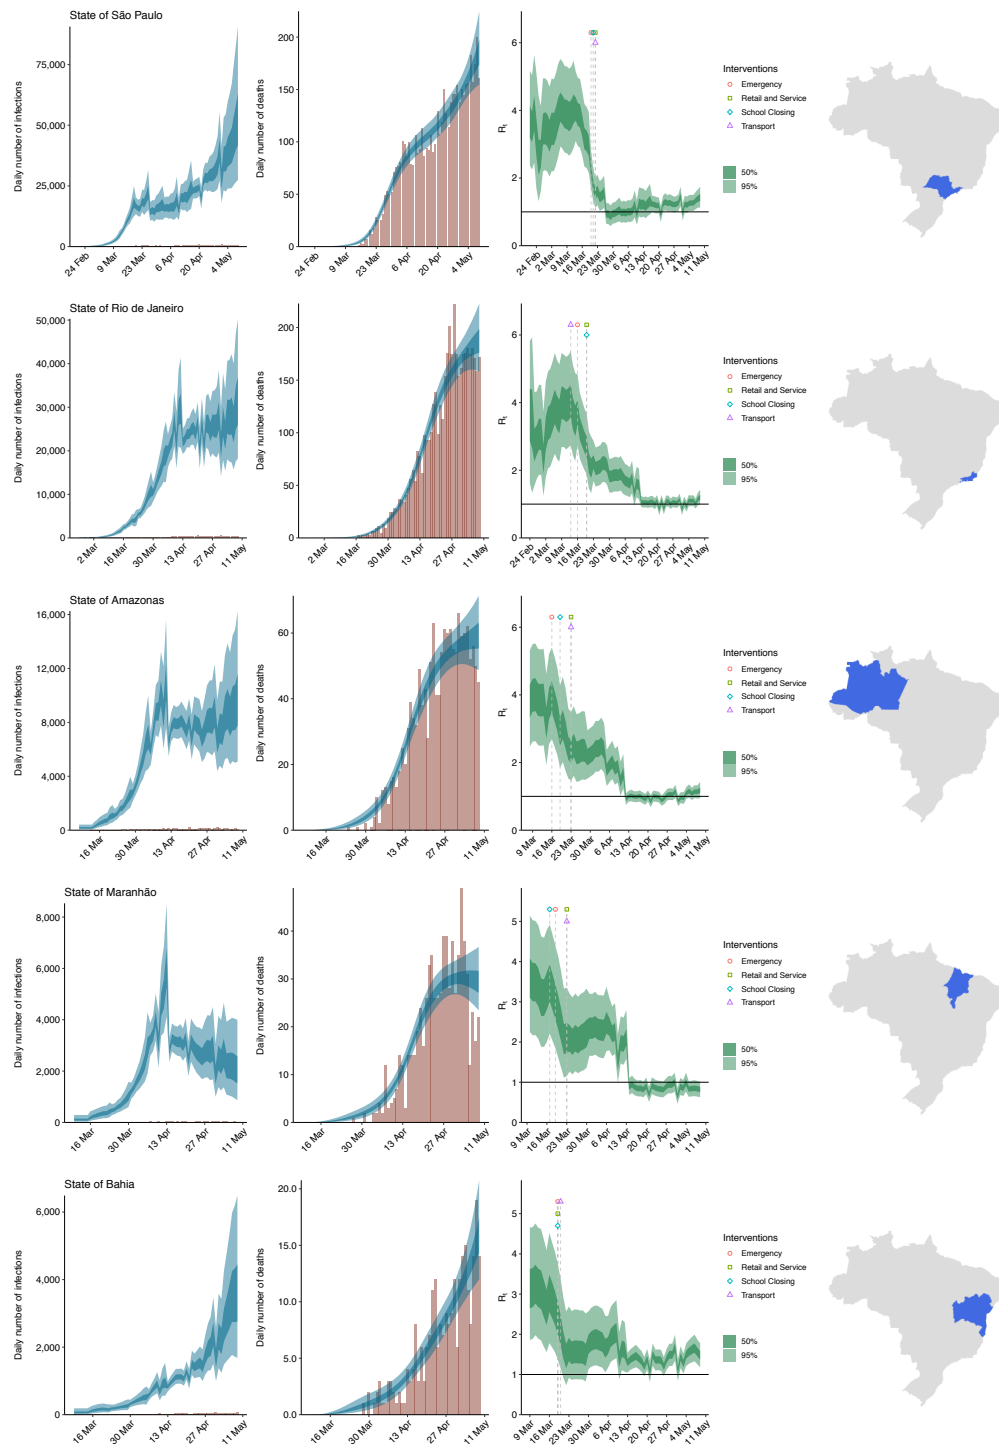 State of São Paulo
Daily number of infections
75,000
50,000
25,000
0
24 Feb
9 Mar
23 Mar
6 Apr
20 Apr
4 May
Daily number of deaths
200
150
100
50
0
24 Feb
9 Mar
23 Mar
6 Apr
20 Apr
4 May
Rt
6
4
2
0
24 Feb
2 Mar
9 Mar
16 Mar
23 Mar
30 Mar
6 Apr
13 Apr
20 Apr
27 Apr
4 May
11 May
Interventions
Emergency
Retail and Service
School Closing
Transport
50%
95%
State of Rio de Janeiro
Daily number of infections
50,000
40,000
30,000
20,000
10,000
0
2 Mar
16 Mar
30 Mar
13 Apr
27 Apr
11 May
Daily number of deaths
200
150
100
50
0
2 Mar
16 Mar
30 Mar
13 Apr
27 Apr
11 May
Rt
6
4
2
0
24 Feb
2 Mar
9 Mar
16 Mar
23 Mar
30 Mar
6 Apr
13 Apr
20 Apr
27 Apr
4 May
11 May
Interventions
Emergency
Retail and Service
School Closing
Transport
50%
95%
State of Amazonas
Daily number of infections
16,000
12,000
8,000
4,000
0
16 Mar
30 Mar
13 Apr
27 Apr
11 May
Daily number of deaths
60
40
20
0
16 Mar
30 Mar
13 Apr
27 Apr
11 May
Rt
6
4
2
0
9 Mar
16 Mar
23 Mar
30 Mar
6 Apr
13 Apr
20 Apr
27 Apr
4 May
11 May
Interventions
Emergency
Retail and Service
School Closing
Transport
50%
95%
State of Maranhão
Daily number of infections
8,000
6,000
4,000
2,000
0
16 Mar
30 Mar
13 Apr
27 Apr
11 May
Daily number of deaths
40
30
20
10
0
16 Mar
30 Mar
13 Apr
27 Apr
11 May
Rt
5
4
3
2
1
0
9 Mar
16 Mar
23 Mar
30 Mar
6 Apr
13 Apr
20 Apr
27 Apr
4 May
11 May
Interventions
Emergency
Retail and Service
School Closing
Transport
50%
95%
State of Bahia
Daily number of infections
6,000
4,000
2,000
0
16 Mar
30 Mar
13 Apr
27 Apr
11 May
Daily number of deaths
20.0
15.0
10.0
5.0
0.0
16 Mar
30 Mar
13 Apr
27 Apr
11 May
Rt
5
4
3
2
1
0
9 Mar
16 Mar
23 Mar
30 Mar
6 Apr
13 Apr
20 Apr
27 Apr
4 May
11 May
Interventions
Emergency
Retail and Service
School Closing
Transport
50%
95%